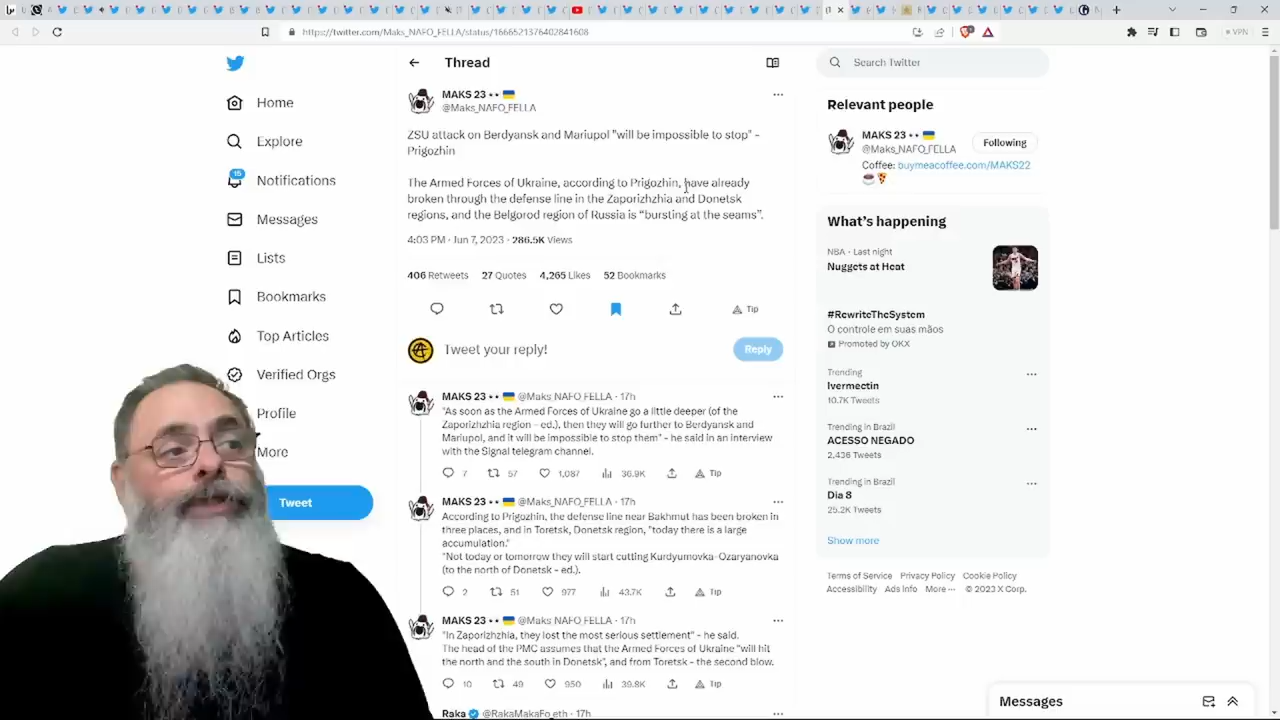 https://twitter.com/Maks_NAFO_FELLA/status/1666521376402841608
VPN
Home
Explore
15
Notifications
Messages
Lists
Bookmarks
Top Articles
Verified Orgs
Profile
More
Tweet
Thread
MAKS 23
@Maks_NAFO_FELLA
ZSU attack on Berdyansk and Mariupol "will be impossible to stop" -
Prigozhin
The Armed Forces of Ukraine, according to Prigozhin, have already
broken through the defense line in the Zaporizhzhia and Donetsk
regions, and the Belgorod region of Russia is “bursting at the seams”.
4:03 PM · Jun 7, 2023 · 286.5K Views
406 Retweets 27 Quotes 4,265 Likes 52 Bookmarks
Tip
Tweet your reply!
Reply
MAKS 23 @Maks_NAFO_FELLA · 17h
"As soon as the Armed Forces of Ukraine go a little deeper (of the
Zaporizhzhia region - ed.), then they will go further to Berdyansk and
Mariupol, and it will be impossible to stop them" - he said in an interview
with the Signal telegram channel.
7 57 1,087 36.9K Tip
MAKS 23 @Maks_NAFO_FELLA · 17h
According to Prigozhin, the defense line near Bakhmut has been broken in
three places, and in Toretsk, Donetsk region, "today there is a large
accumulation."
"Not today or tomorrow they will start cutting Kurdyumovka-Ozaryanovka
(to the north of Donetsk - ed.).
2 51 977 43.7K Tip
MAKS 23 @Maks_NAFO_FELLA · 17h
"In Zaporizhzhia, they lost the most serious settlement" - he said.
The head of the PMC assumes that the Armed Forces of Ukraine "will hit
the north and the south in Donetsk", and from Toretsk - the second blow.
10 49 950 39.8K Tip
Raka @RakaMakaFo_eth · 17h
Search Twitter
Relevant people
MAKS 23
@Maks_NAFO_FELLA
Following
Coffee: buymeacoffee.com/MAKS22
What's happening
NBA · Last night
Nuggets at Heat
#RewriteTheSystem
O controle em suas mãos
Promoted by OKX
Trending
Ivermectin
10.7K Tweets
Trending in Brazil
ACESSO NEGADO
2,436 Tweets
Trending in Brazil
Dia 8
25.2K Tweets
Show more
Terms of Service Privacy Policy Cookie Policy
Accessibility Ads Info More ··· © 2023 X Corp.
Messages